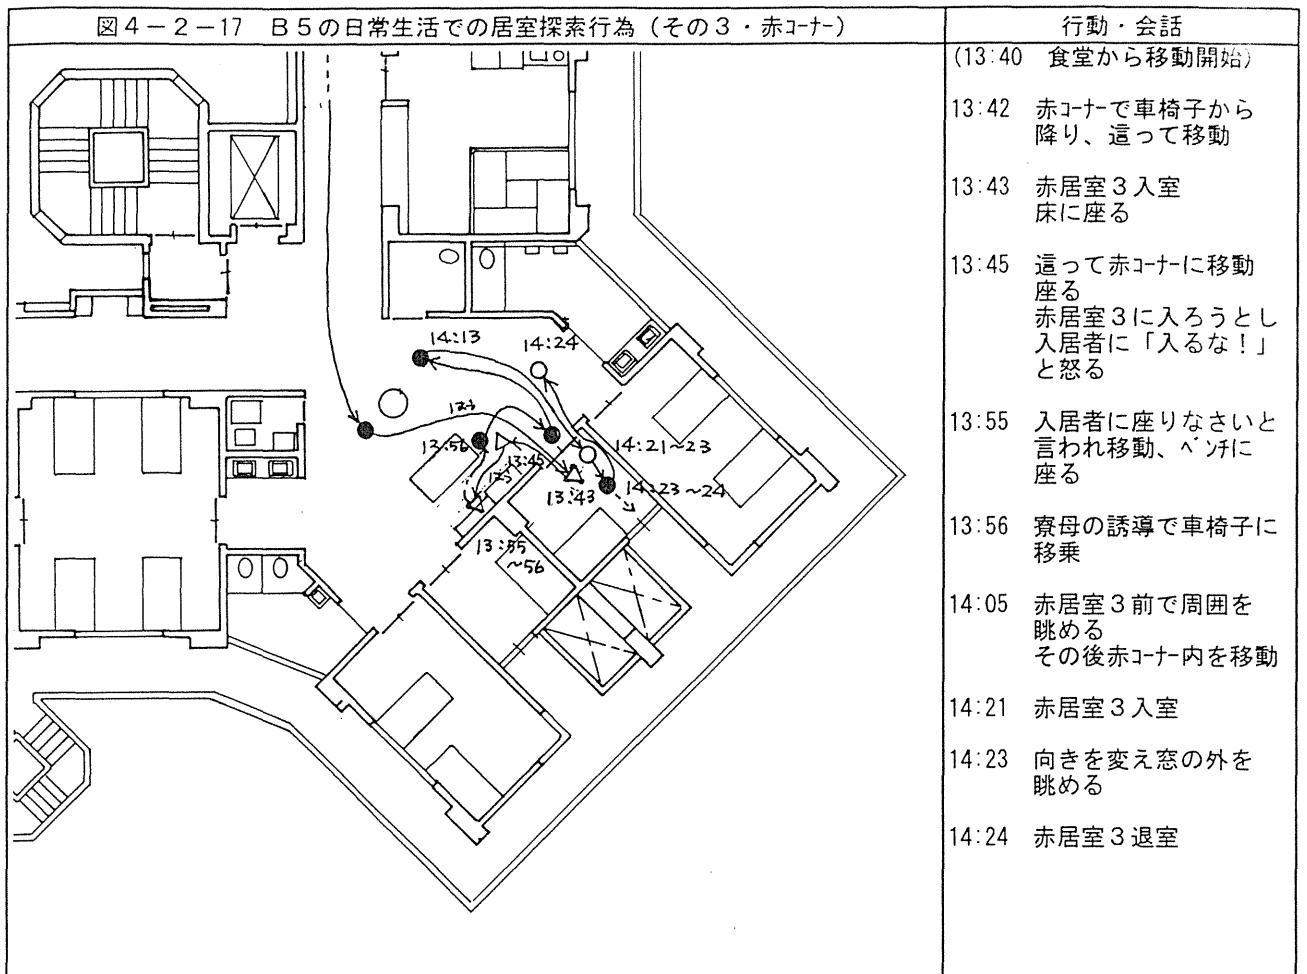 図4－2－17　B5の日常生活での居室探索行為（その3・赤ｺｰﾅｰ）
行動・会話
(13:40　食堂から移動開始)
13:42　赤ｺｰﾅｰで車椅子から
降り、這って移動
13:43　赤居室3入室
床に座る
13:45　這って赤ｺｰﾅｰに移動
座る
赤居室3に入ろうとし
入居者に「入るな！」
と怒る
13:55　入居者に座りなさいと
言われ移動、ﾍﾞﾝﾁに
座る
13:56　寮母の誘導で車椅子に
移乗
14:05　赤居室3前で周囲を
眺める
その後赤ｺｰﾅｰ内を移動
14:21　赤居室3入室
14:23　向きを変え窓の外を
眺める
14:24　赤居室3退室
14:13
14:24
13:56
13:45
14:21～23
13:43
14:23～24
13:55
～56